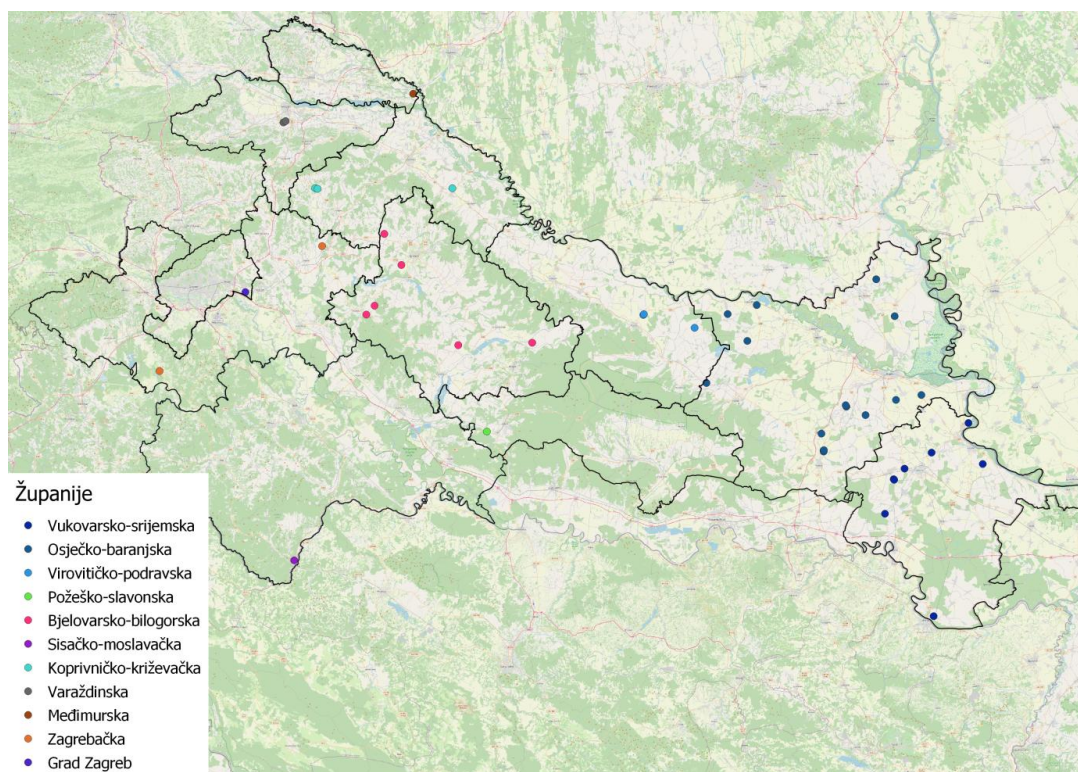 Županije
Vukovarsko-srijemska
Osječko-baranjska
Virovitičko-podravska
Požeško-slavonska
Bjelovarsko-bilogorska
Sisačko-moslavačka
Koprivničko-križevačka
Varaždinska
Međimurska
Zagrebačka
Grad Zagreb